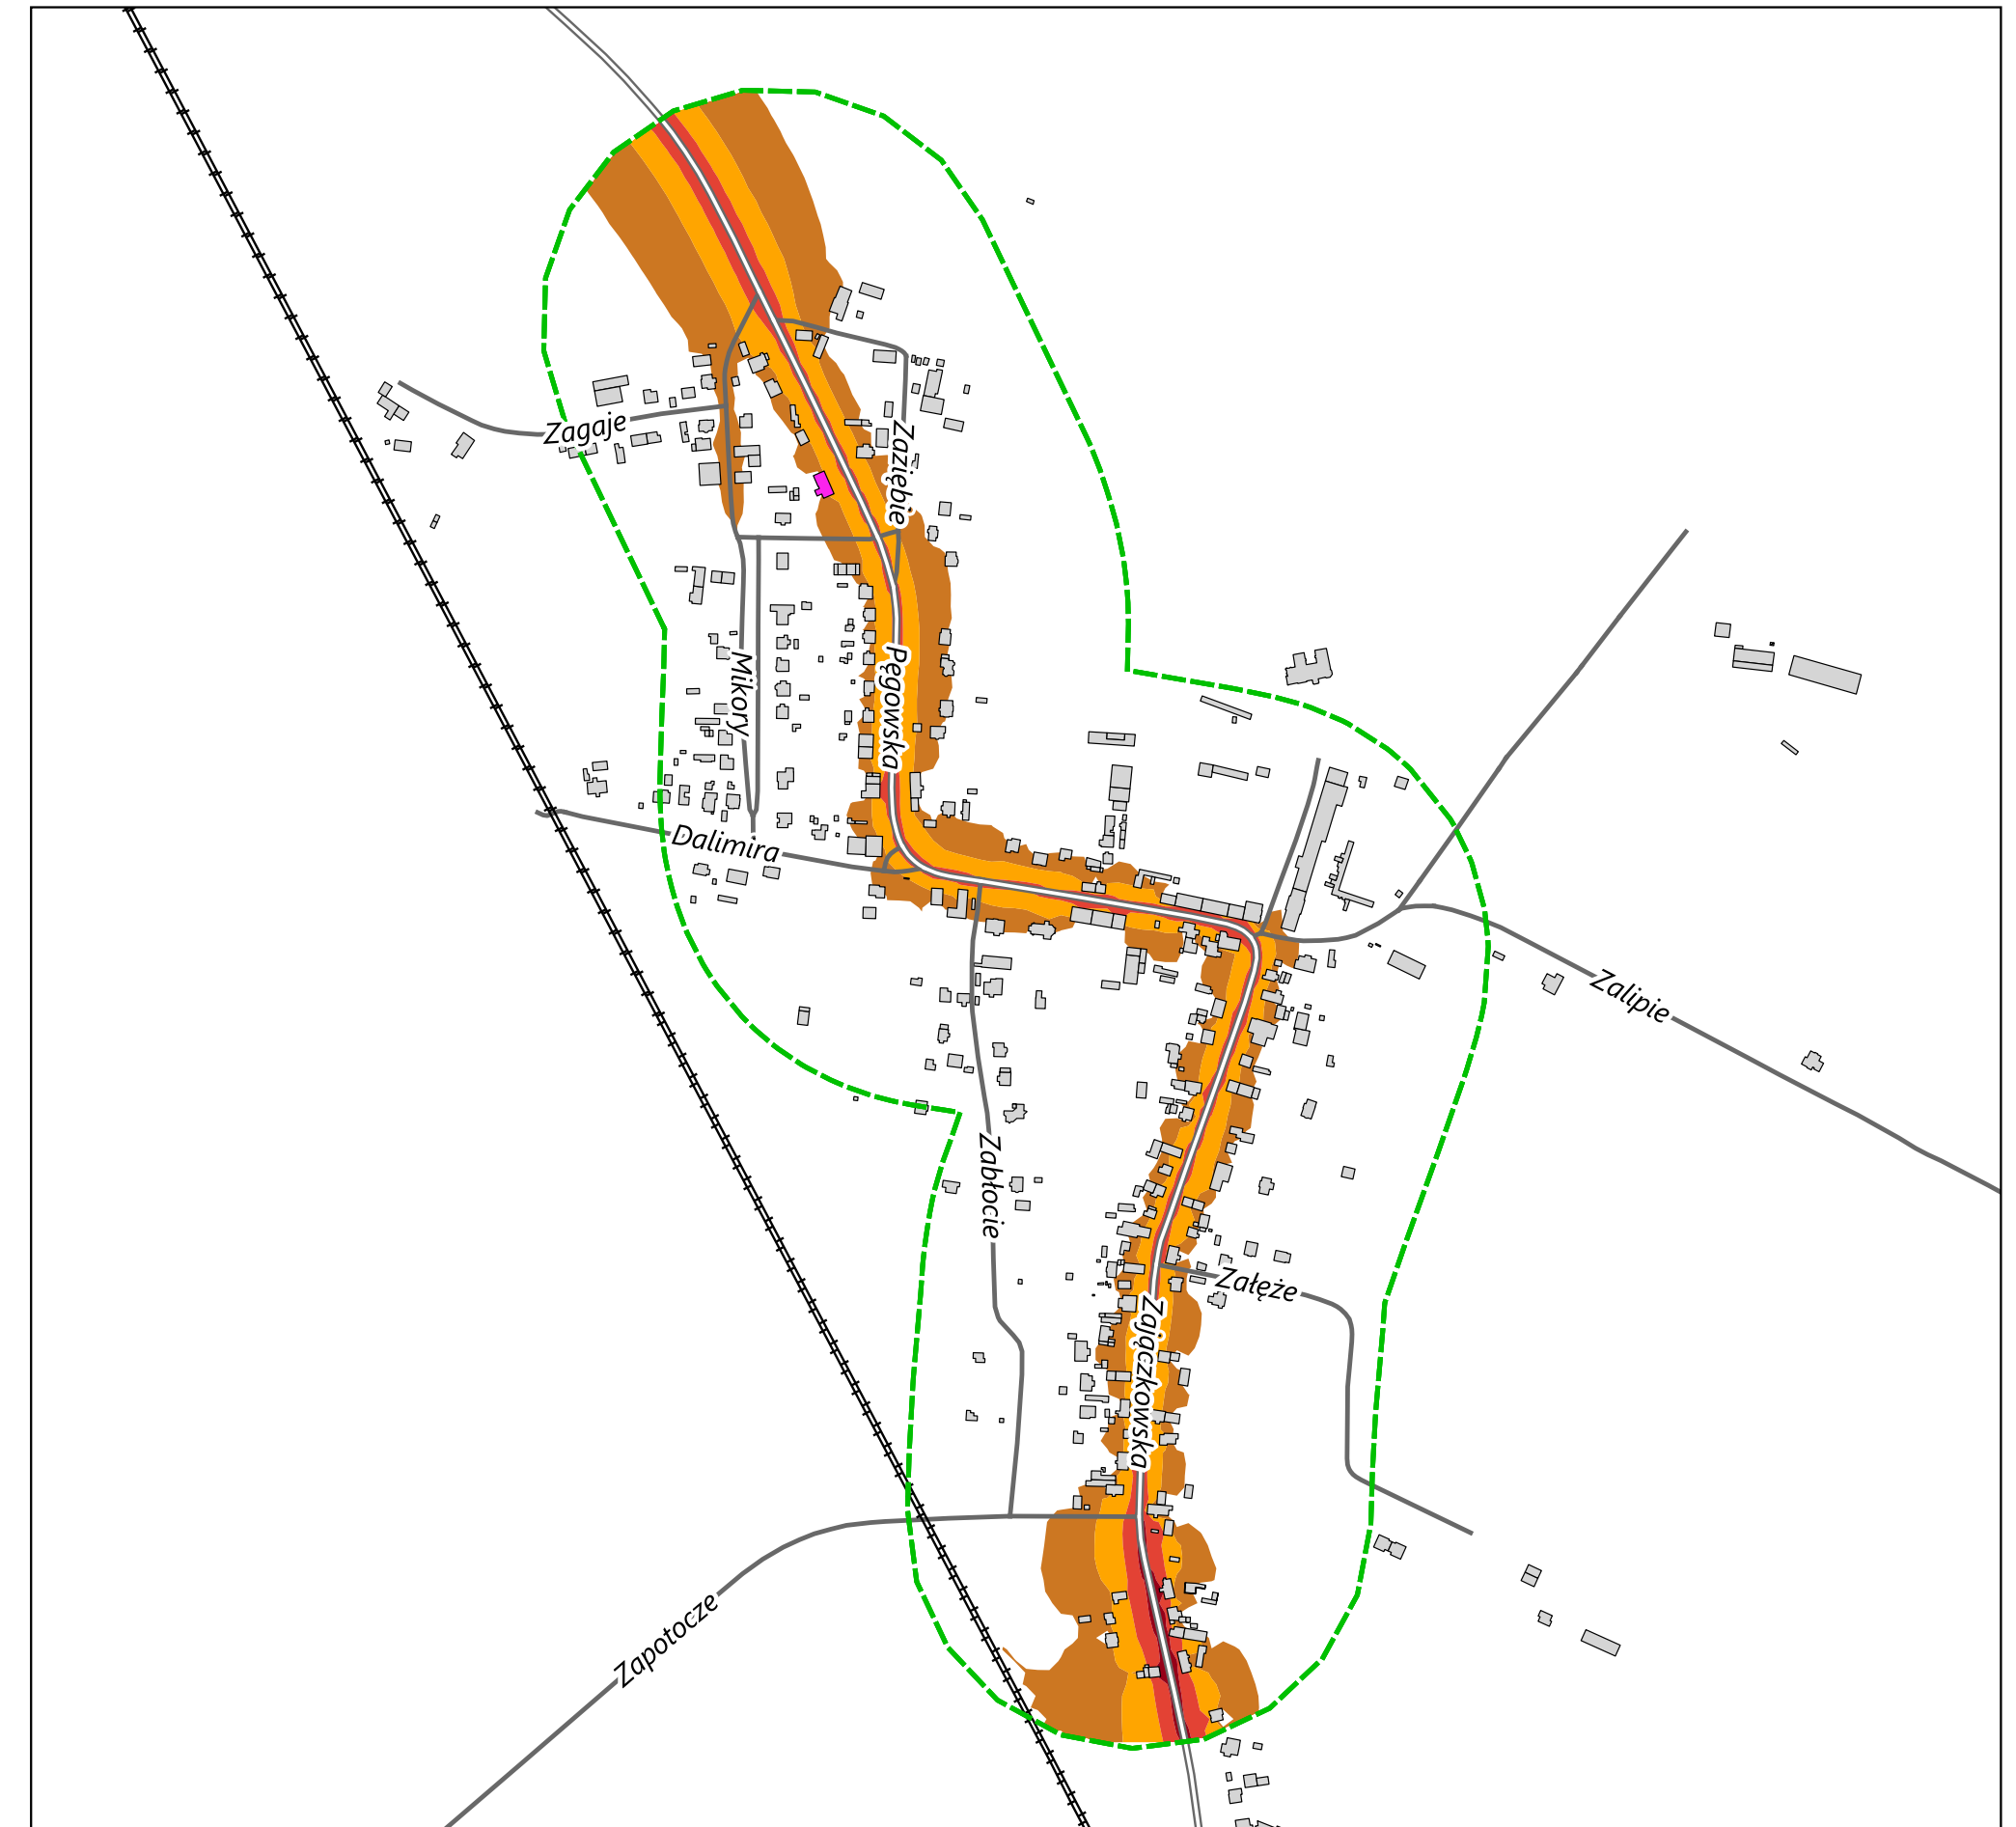 Zagaje
Zaziębie
Mikory
Pęgowska
Dalimira
Zalipie
Zabłocie
Załęże
Zajączkowska
Zapotocze